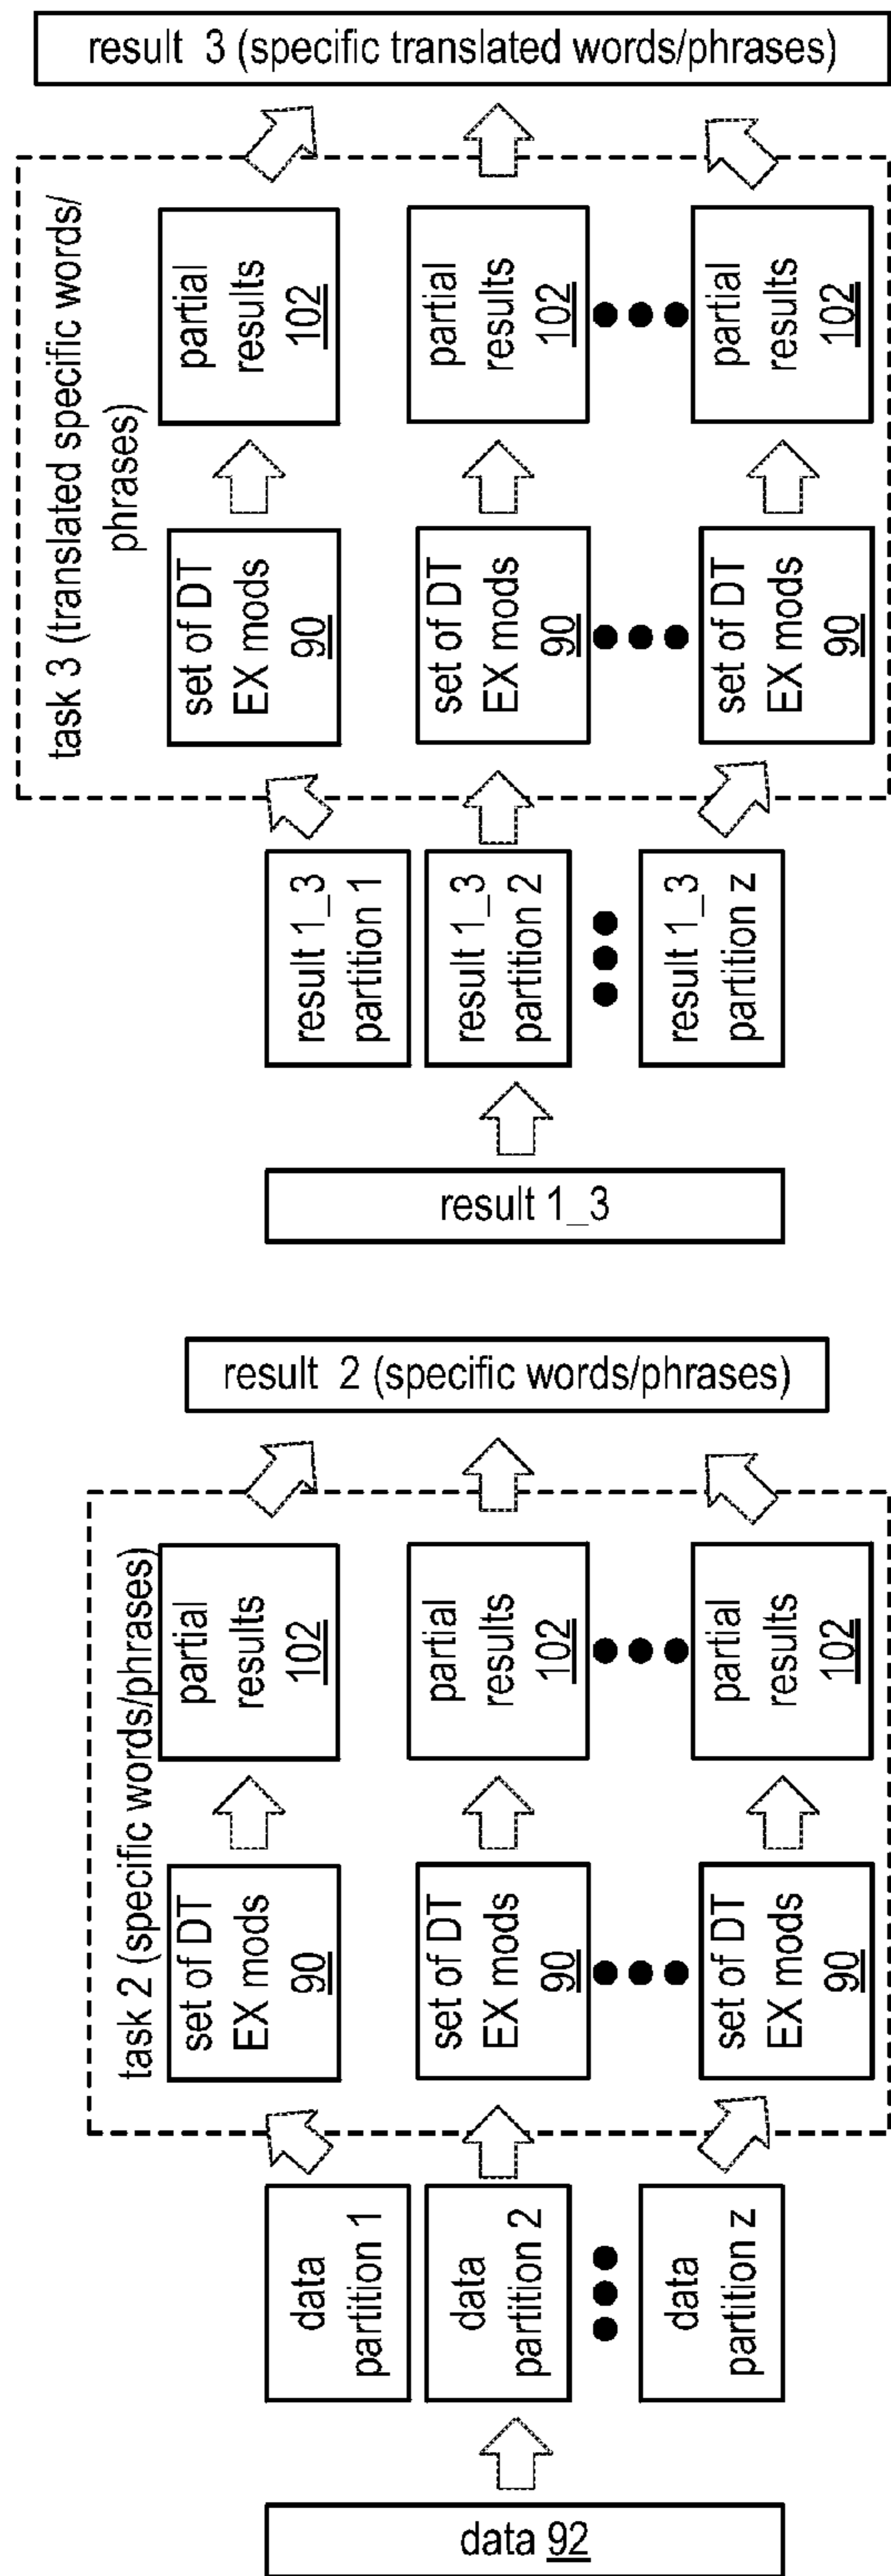 result  3 (specific translated words/phrases)
task 3 (translated specific words/
phrases)
partial
results
102
partial
results
102
partial
results
102
set of DT
EX mods
90
set of DT
EX mods
90
set of DT
EX mods
90
result 1_3
partition 1
result 1_3
partition 2
result 1_3
partition z
result 1_3
result  2 (specific words/phrases)
task 2 (specific words/phrases)
partial
results
102
partial
results
102
partial
results
102
set of DT
EX mods
90
set of DT
EX mods
90
set of DT
EX mods
90
data
partition 1
data
partition 2
data
partition z
data 92